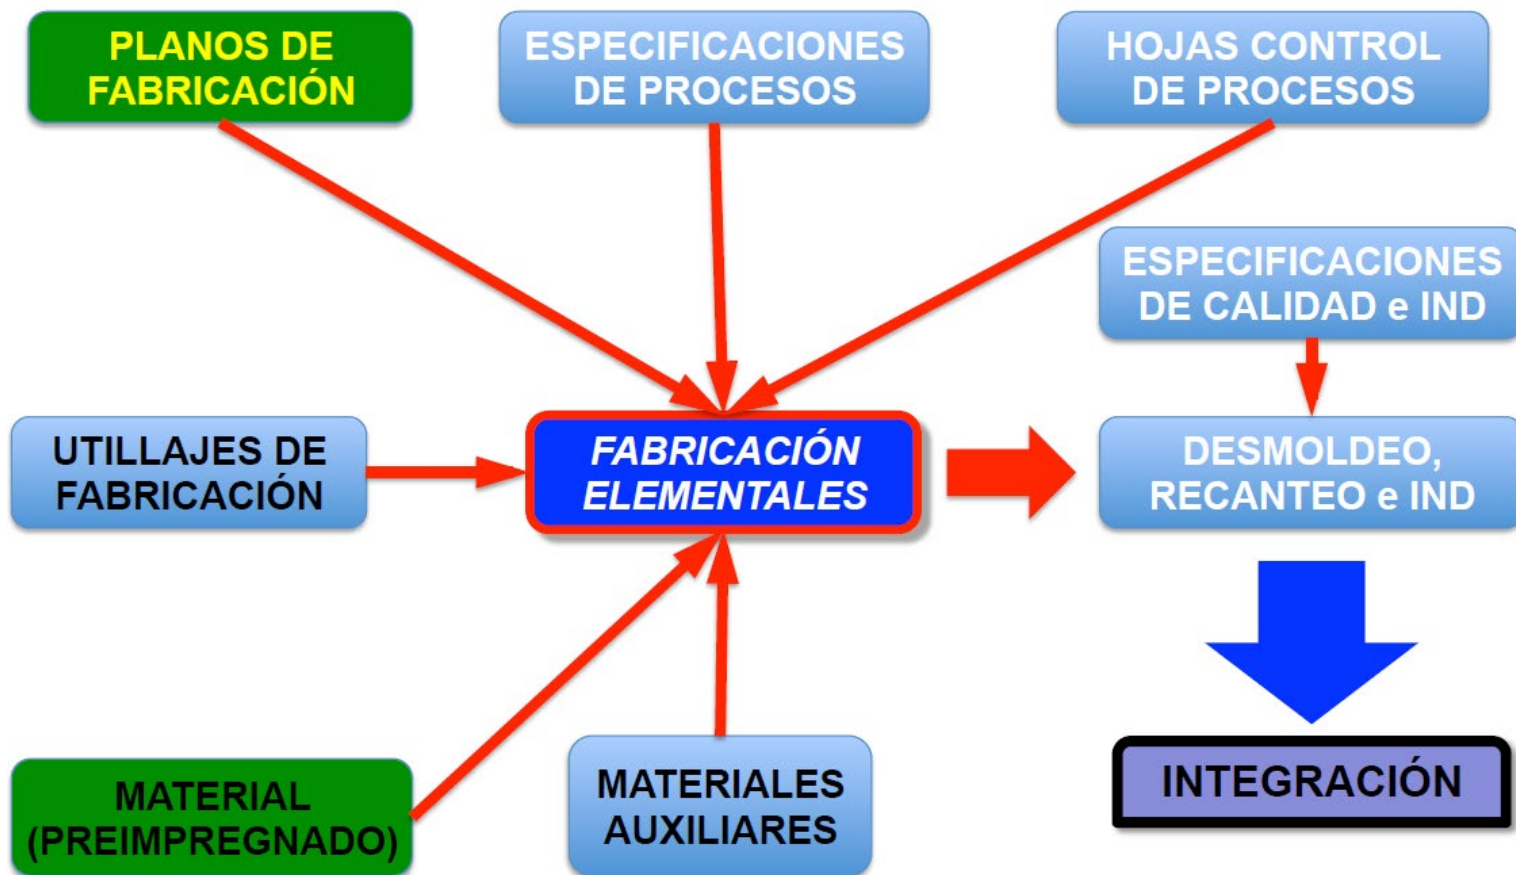 PLANOS DE
FABRICACIÓN
ESPECIFICACIONES
DE PROCESOS
HOJAS CONTROL
DE PROCESOS
ESPECIFICACIONES
DE CALIDAD e IND
UTILLAJES DE
FABRICACIÓN
FABRICACIÓN
ELEMENTALES
DESMOLDEO,
RECANTEO e IND
MATERIAL
(PREIMPREGNADO)
MATERIALES
AUXILIARES
INTEGRACIÓN